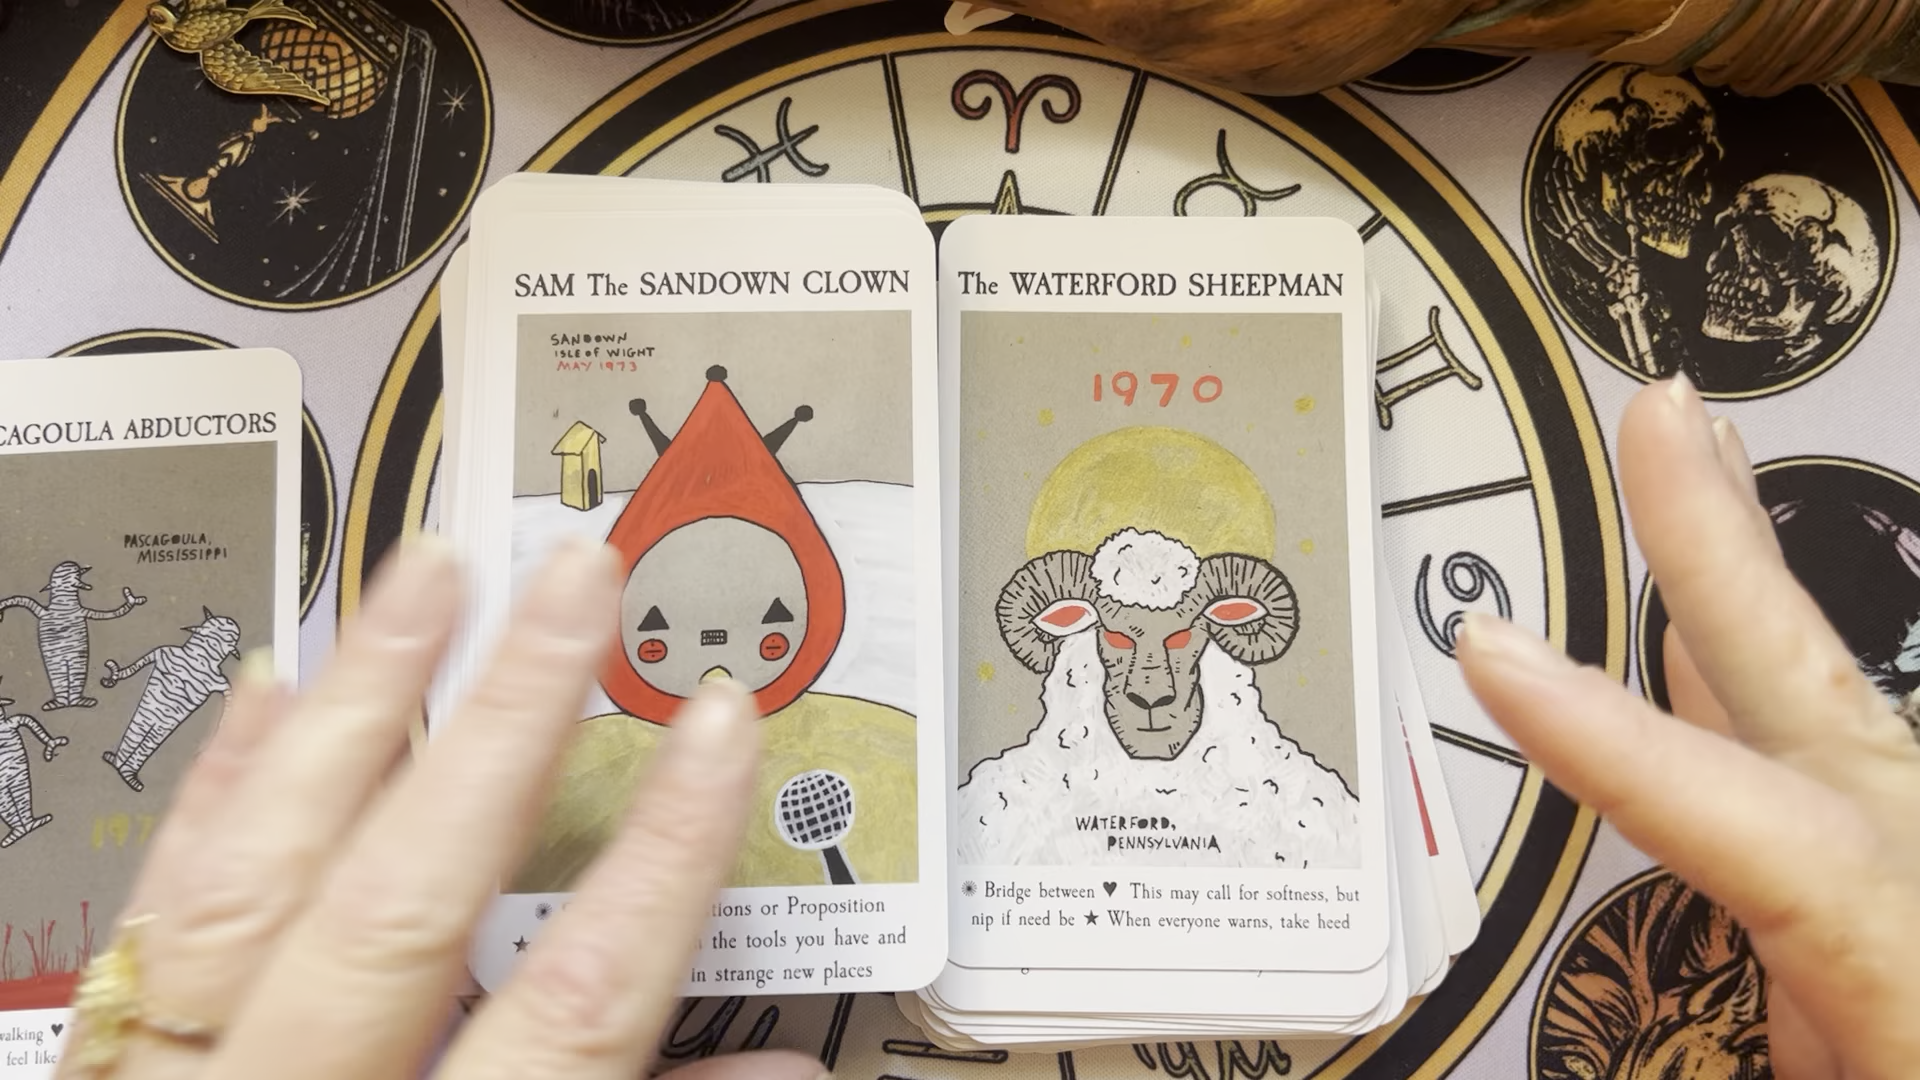 CAGOULA ABDUCTORS
PASCAGOULA,
MISSISSIPPI
197
walking ♥
feel like
SAM The SANDOWN CLOWN
SANDOWN
ISLE OF WIGHT
MAY 1973
tions or Proposition
★ the tools you have and
in strange new places
The WATERFORD SHEEPMAN
1970
WATERFORD,
PENNSYLVANIA
✺ Bridge between ♥ This may call for softness, but
nip if need be ★ When everyone warns, take heed